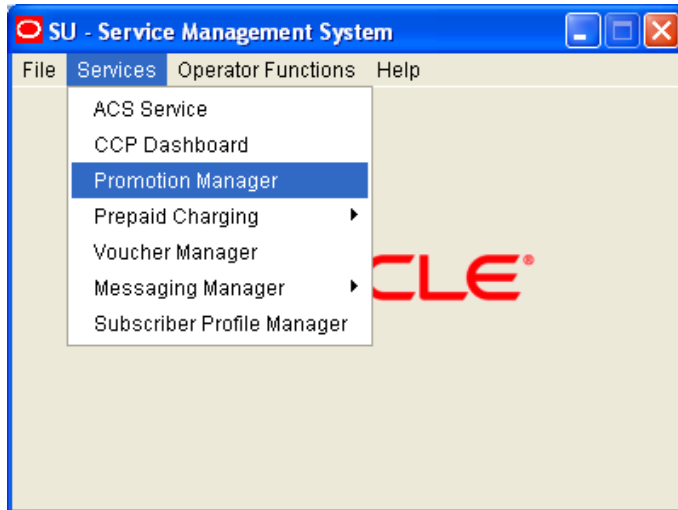 SU - Service Management System
File Services Operator Functions Help
ACS Service
CCP Dashboard
Promotion Manager
Prepaid Charging
Voucher Manager
Messaging Manager
Subscriber Profile Manager
CLE®